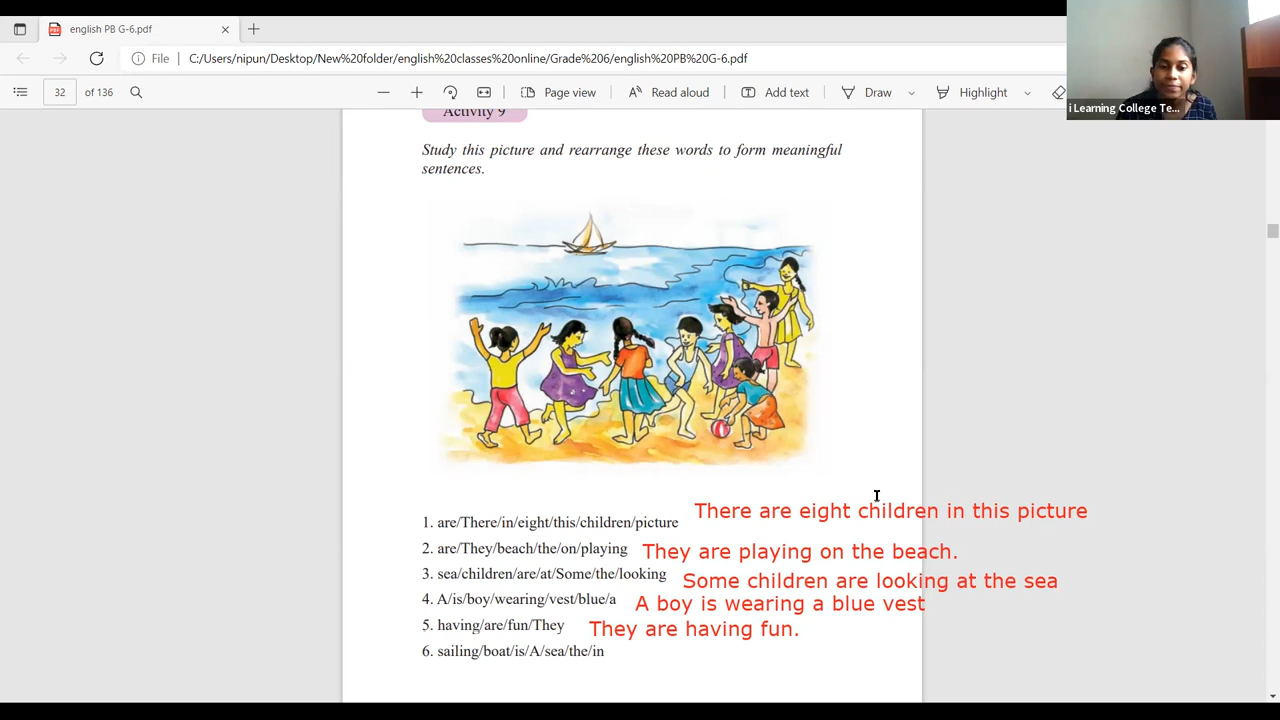 english PB G-6.pdf
File C:/Users/nipun/Desktop/New%20folder/english%20classes%20online/Grade%206/english%20PB%20G-6.pdf
32 of 136 Page view Read aloud Add text Draw Highlight
i Learning College Te...
Activity 9
Study this picture and rearrange these words to form meaningful
sentences.
1. are/There/in/eight/this/children/picture There are eight children in this picture
2. are/They/beach/the/on/playing They are playing on the beach.
3. sea/children/are/at/Some/the/looking Some children are looking at the sea
4. A/is/boy/wearing/vest/blue/a A boy is wearing a blue vest
5. having/are/fun/They They are having fun.
6. sailing/boat/is/A/sea/the/in